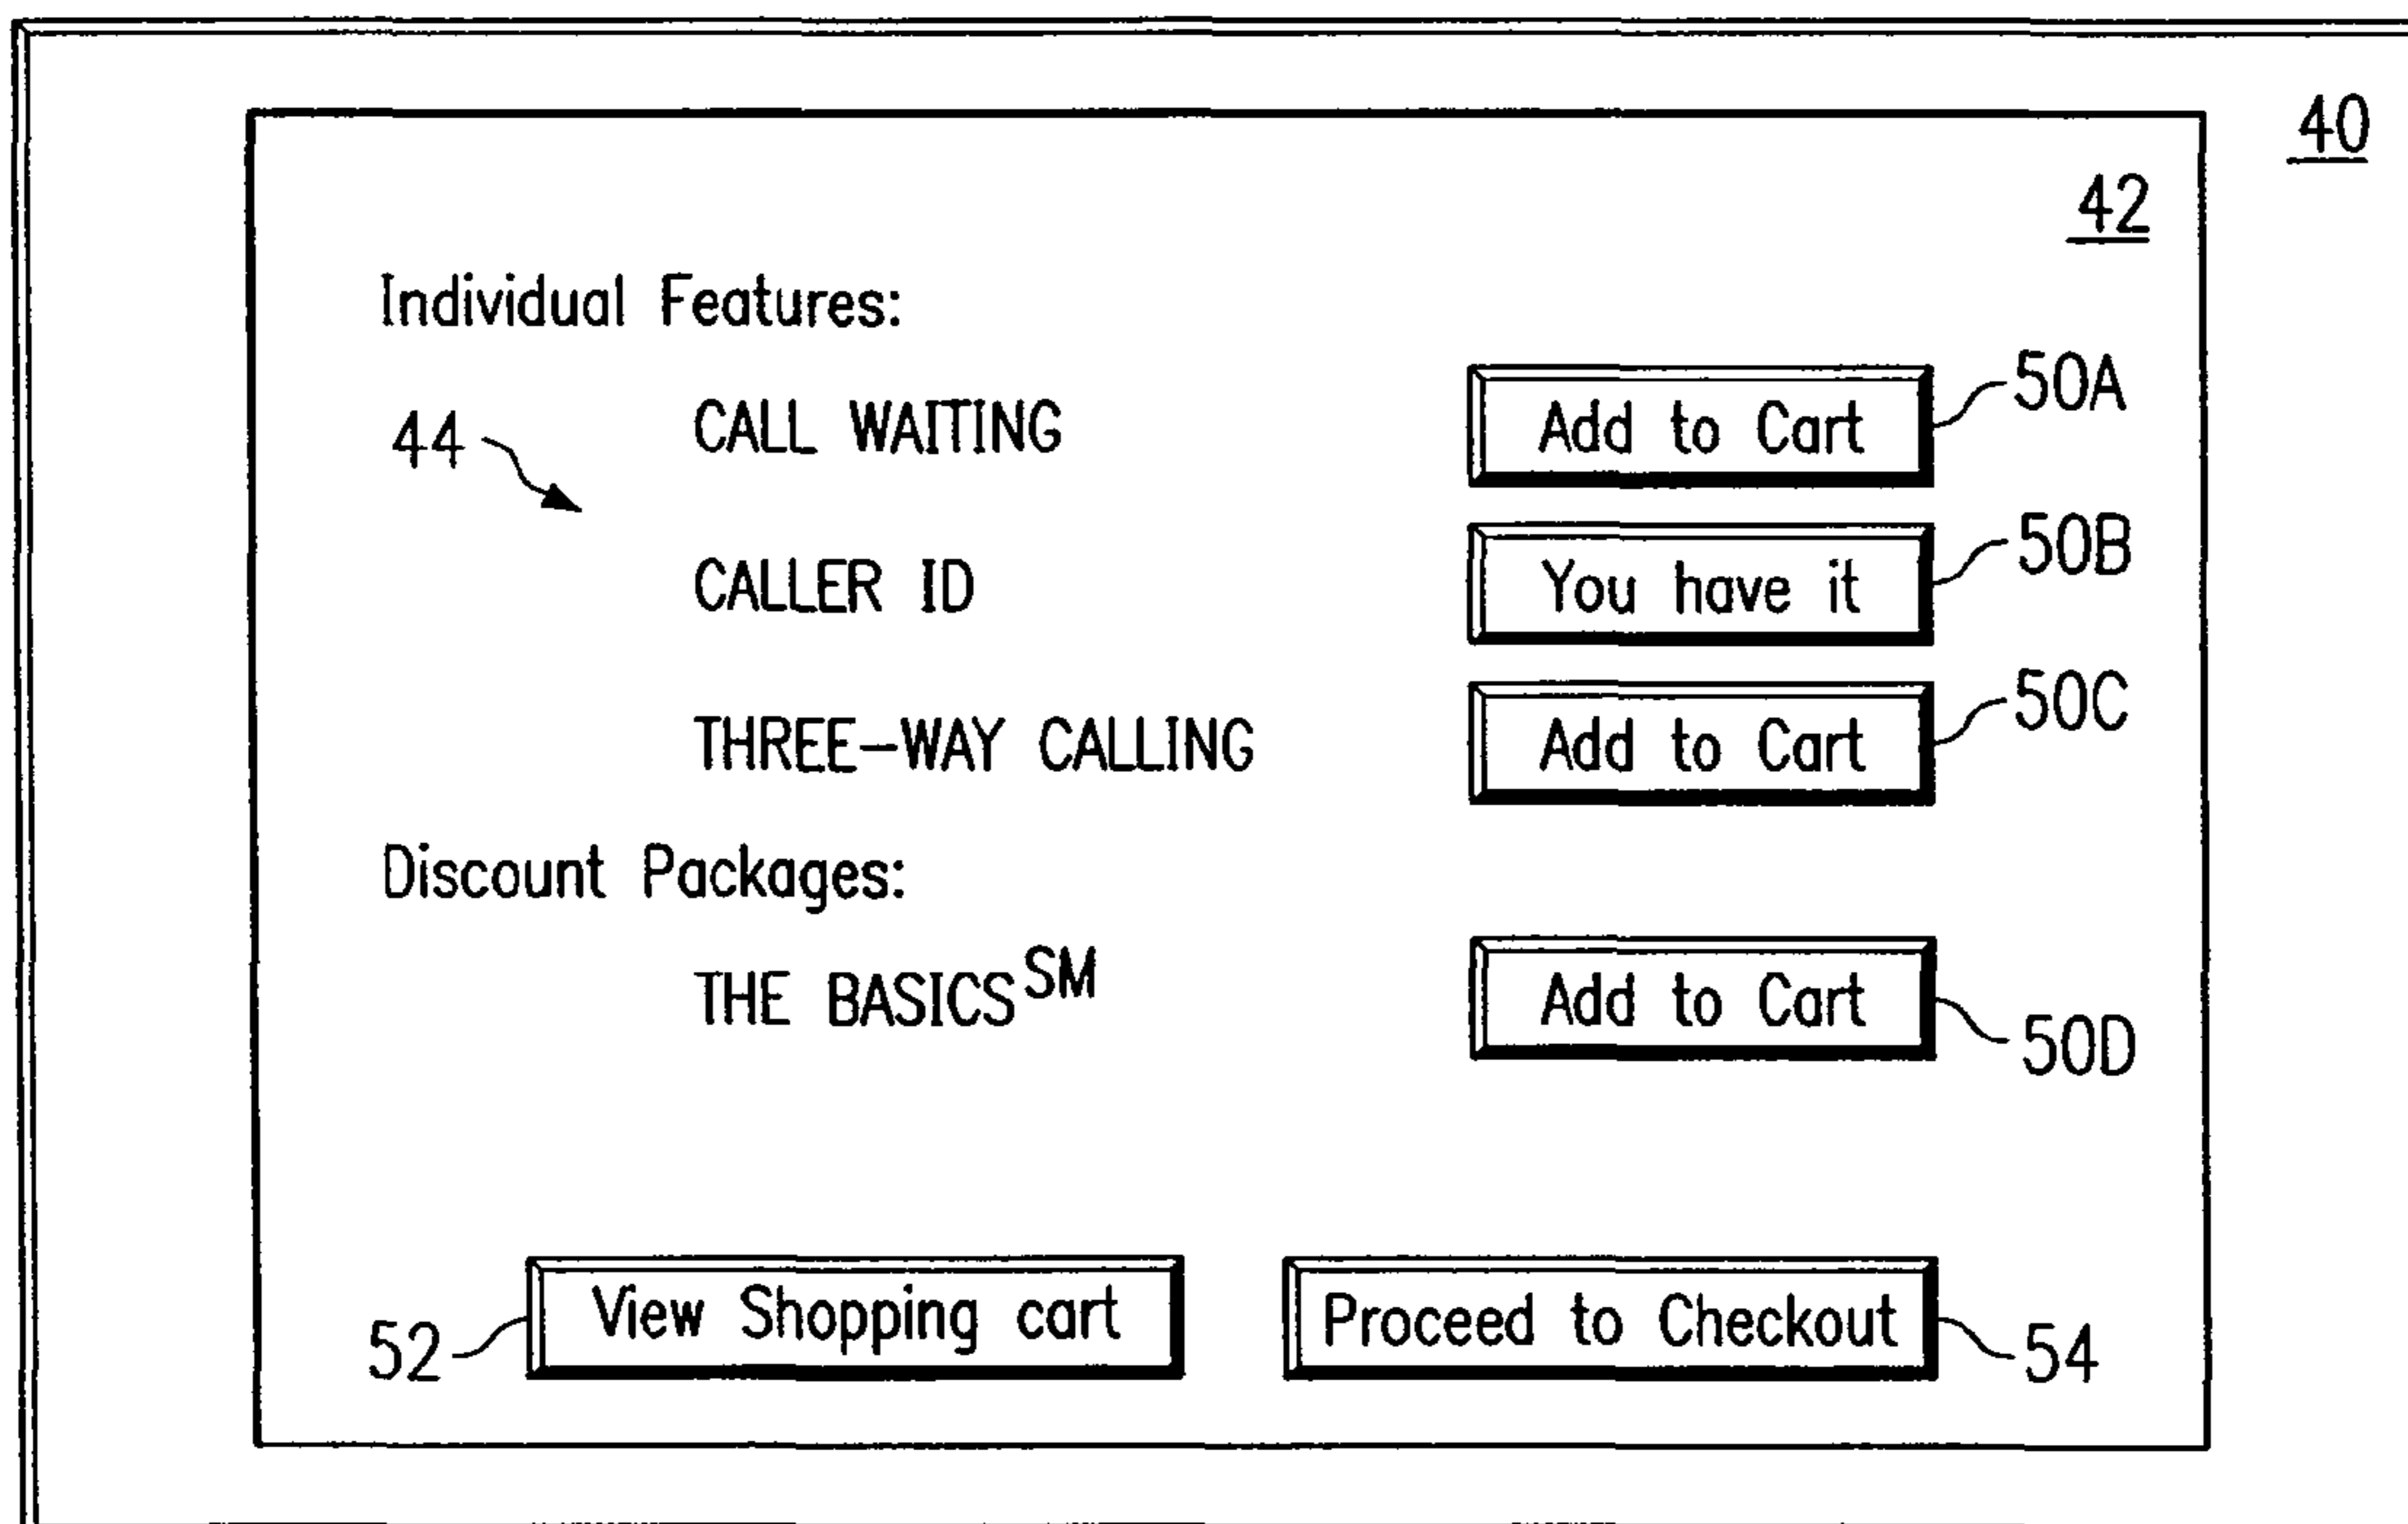 40
42
Individual Features:
CALL WAITING Add to Cart 50A
44
CALLER ID You have it 50B
THREE-WAY CALLING Add to Cart 50C
Discount Packages:
THE BASICS SM Add to Cart 50D
52 View Shopping cart Proceed to Checkout 54